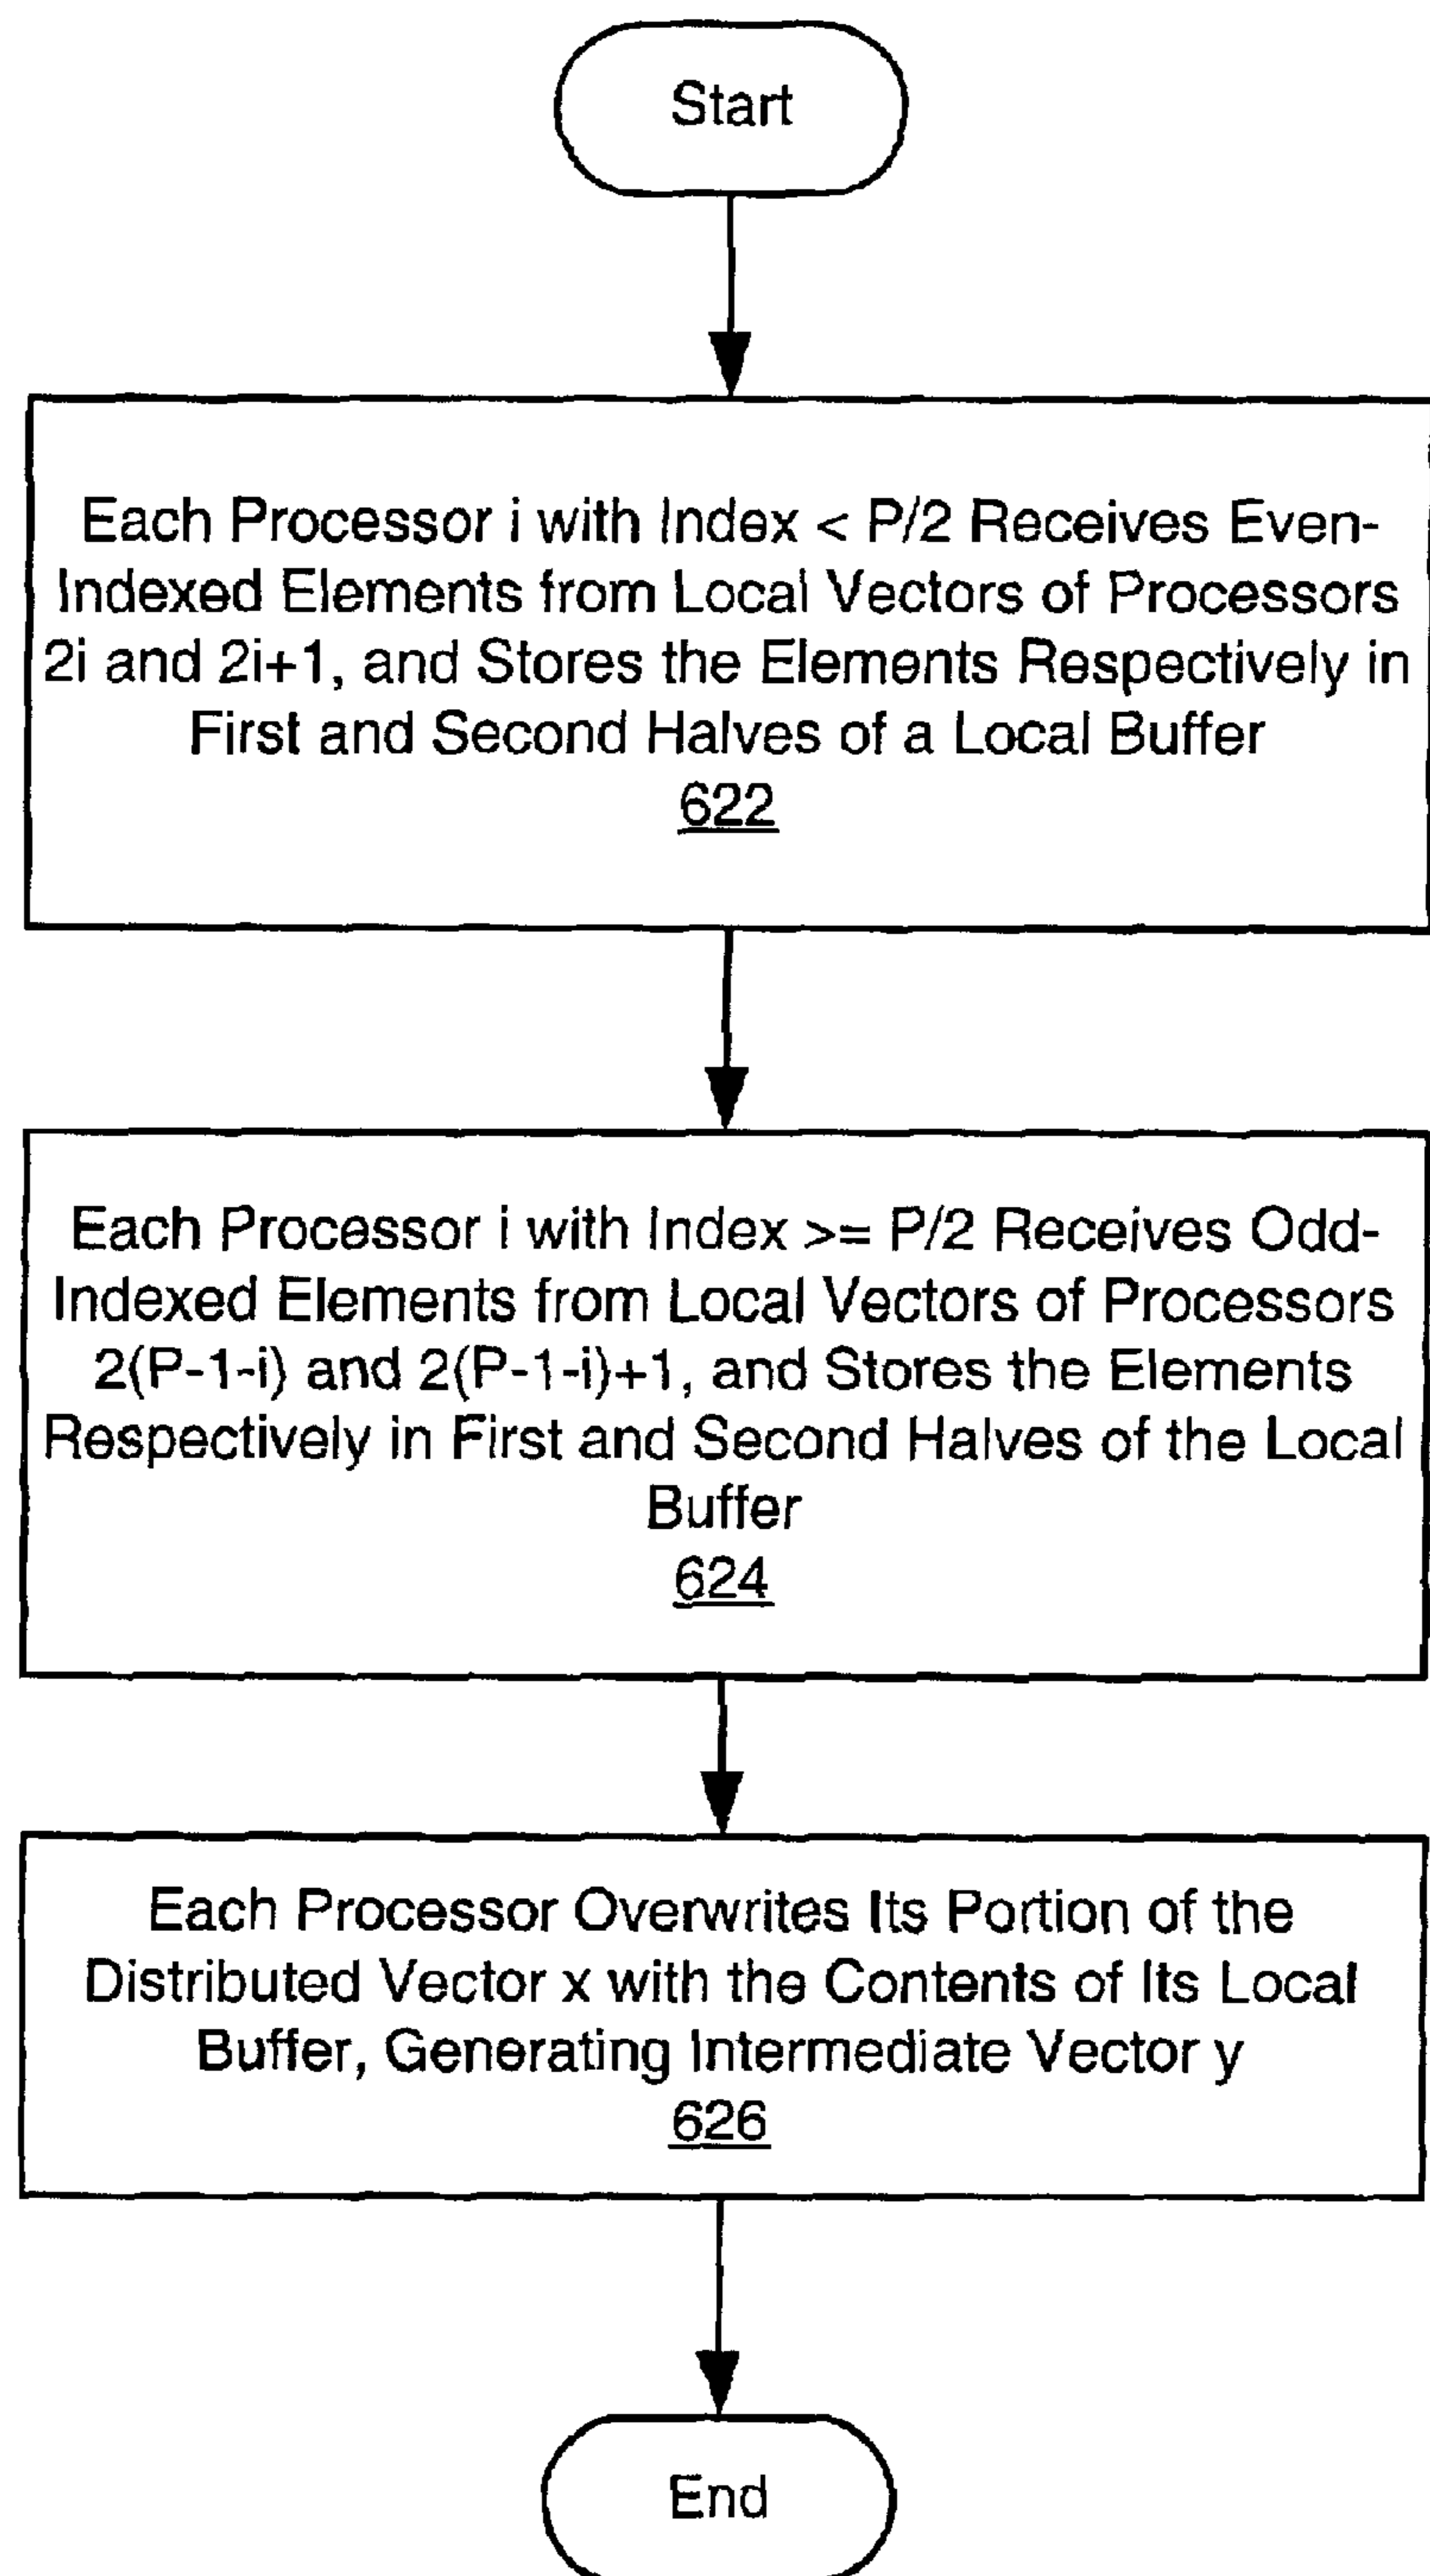 Start
Each Processor i with Index < P/2 Receives Even-
Indexed Elements from Local Vectors of Processors
2i and 2i+1, and Stores the Elements Respectively in
First and Second Halves of a Local Buffer
622
Each Processor i with Index >= P/2 Receives Odd-
Indexed Elements from Local Vectors of Processors
2(P-1-i) and 2(P-1-i)+1, and Stores the Elements
Respectively in First and Second Halves of the Local
Buffer
624
Each Processor Overwrites Its Portion of the
Distributed Vector x with the Contents of Its Local
Buffer, Generating Intermediate Vector y
626
End